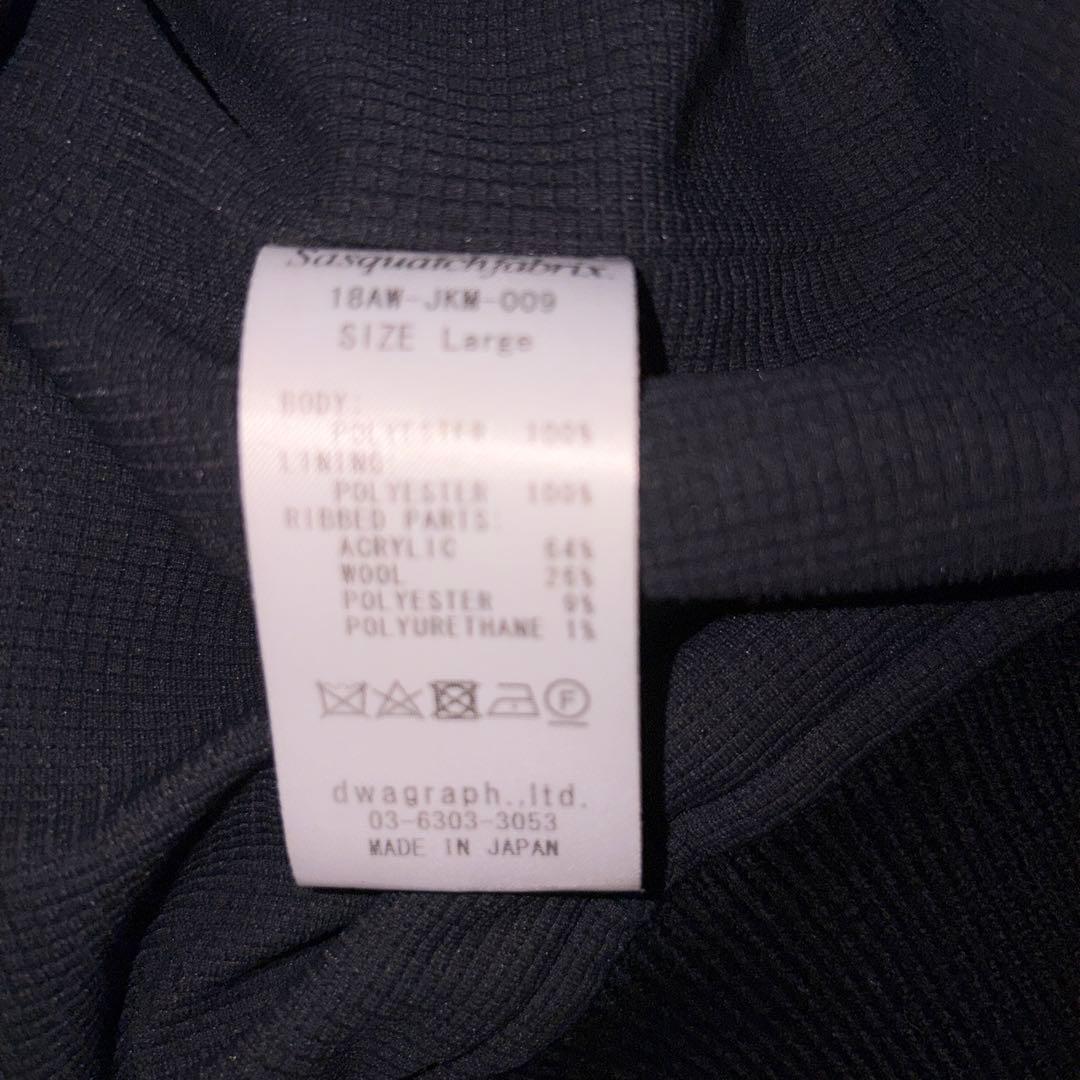 Sasquatchfabrix.
18AW-JKM-009
SIZE Large
BODY:
POLYESTER 100%
LINING:
POLYESTER 100%
RIBBED PARTS:
ACRYLIC 64%
WOOL 26%
POLYESTER 9%
POLYURETHANE 1%
F
dwagraph.,ltd.
03-6303-3053
MADE IN JAPAN